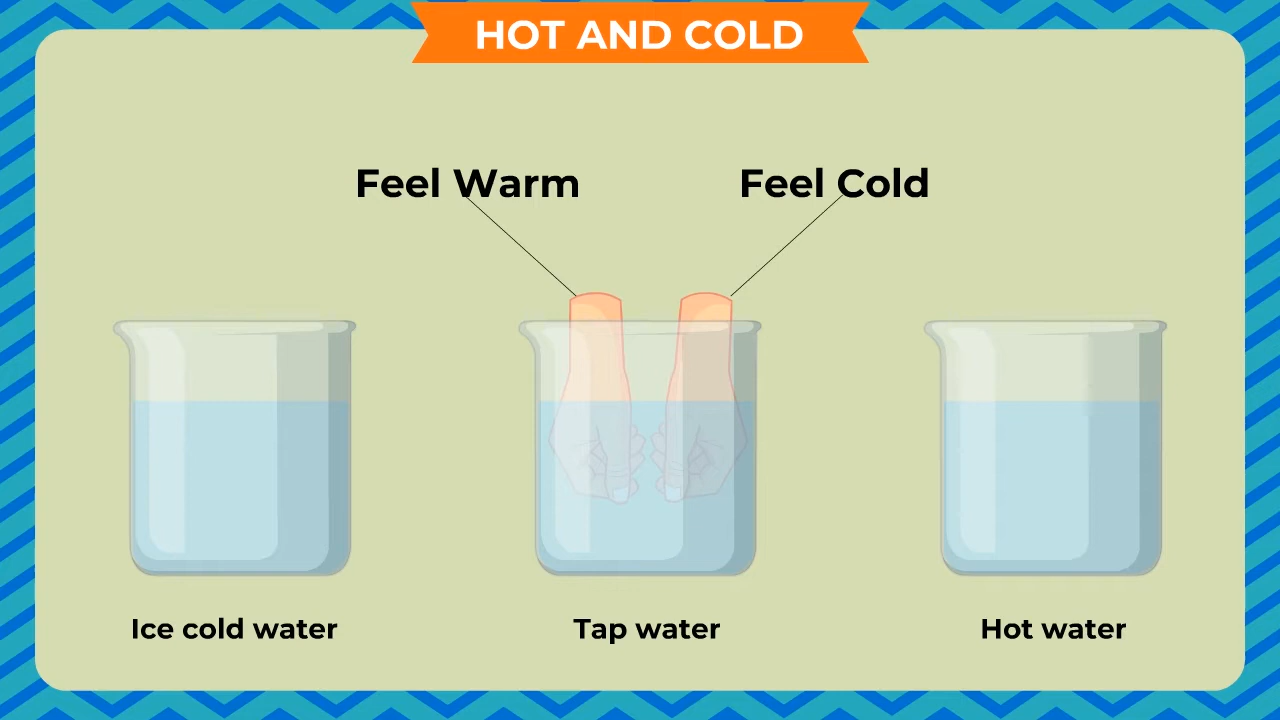 HOT AND COLD
Feel Warm
Feel Cold
Ice cold water
Tap water
Hot water